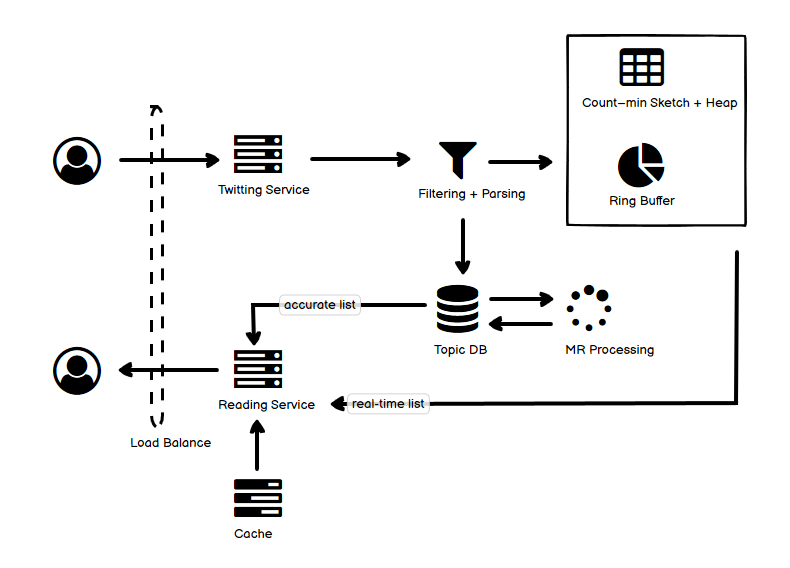 Count-min Sketch + Heap
Twitting Service
Filtering + Parsing
Ring Buffer
accurate list
Topic DB
MR Processing
Reading Service
real-time list
Load Balance
Cache